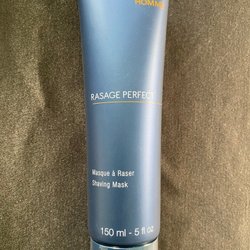 HOMME
RASAGE PERFECT
Masque à Raser
Shaving Mask
150 ml - 5 fl oz